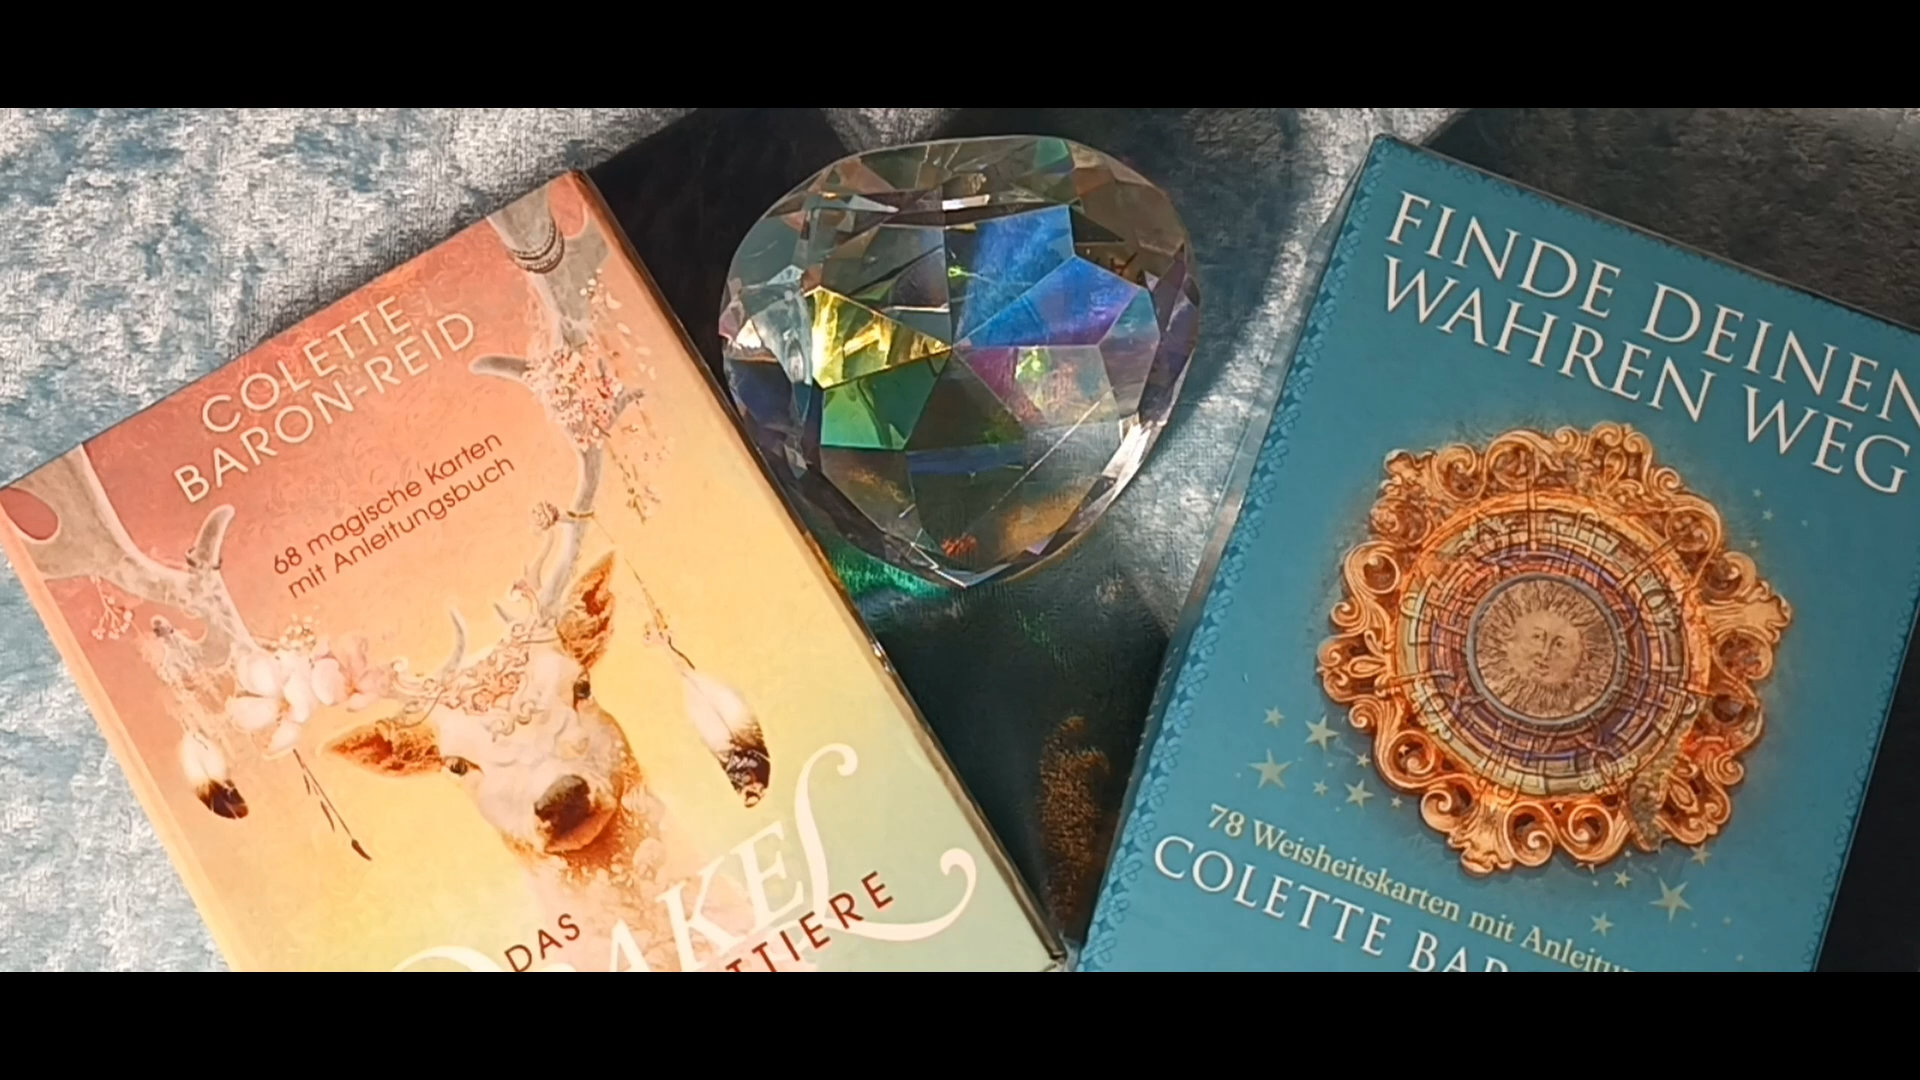 COLETTE
BARON-REID
68 magische Karten
mit Anleitungsbuch
DAS
FINDE DEINEN
WAHREN WEG
78 Weisheitskarten mit
COLETTE